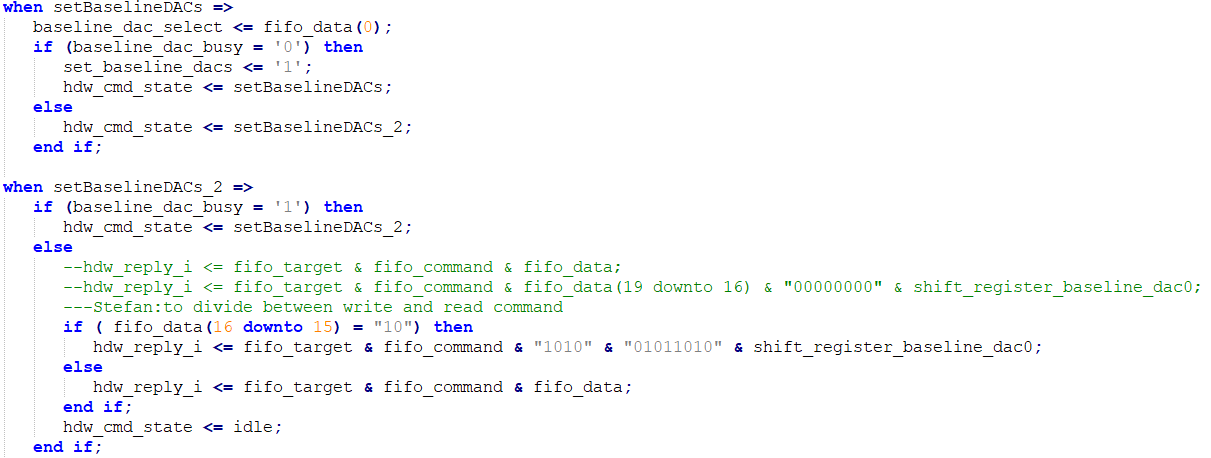 when setBaselineDACs =>
baseline_dac_select <= fifo_data(0);
if (baseline_dac_busy = '0') then
set_baseline_dacs <= '1';
hdw_cmd_state <= setBaselineDACs;
else
hdw_cmd_state <= setBaselineDACs_2;
end if;
when setBaselineDACs_2 =>
if (baseline_dac_busy = '1') then
hdw_cmd_state <= setBaselineDACs_2;
else
--hdw_reply_i <= fifo_target & fifo_command & fifo_data;
--hdw_reply_i <= fifo_target & fifo_command & fifo_data(19 downto 16) & "00000000" & shift_register_baseline_dac0;
---Stefan:to divide between write and read command
if ( fifo_data(16 downto 15) = "10") then
hdw_reply_i <= fifo_target & fifo_command & "1010" & "01011010" & shift_register_baseline_dac0;
else
hdw_reply_i <= fifo_target & fifo_command & fifo_data;
end if;
hdw_cmd_state <= idle;
end if;